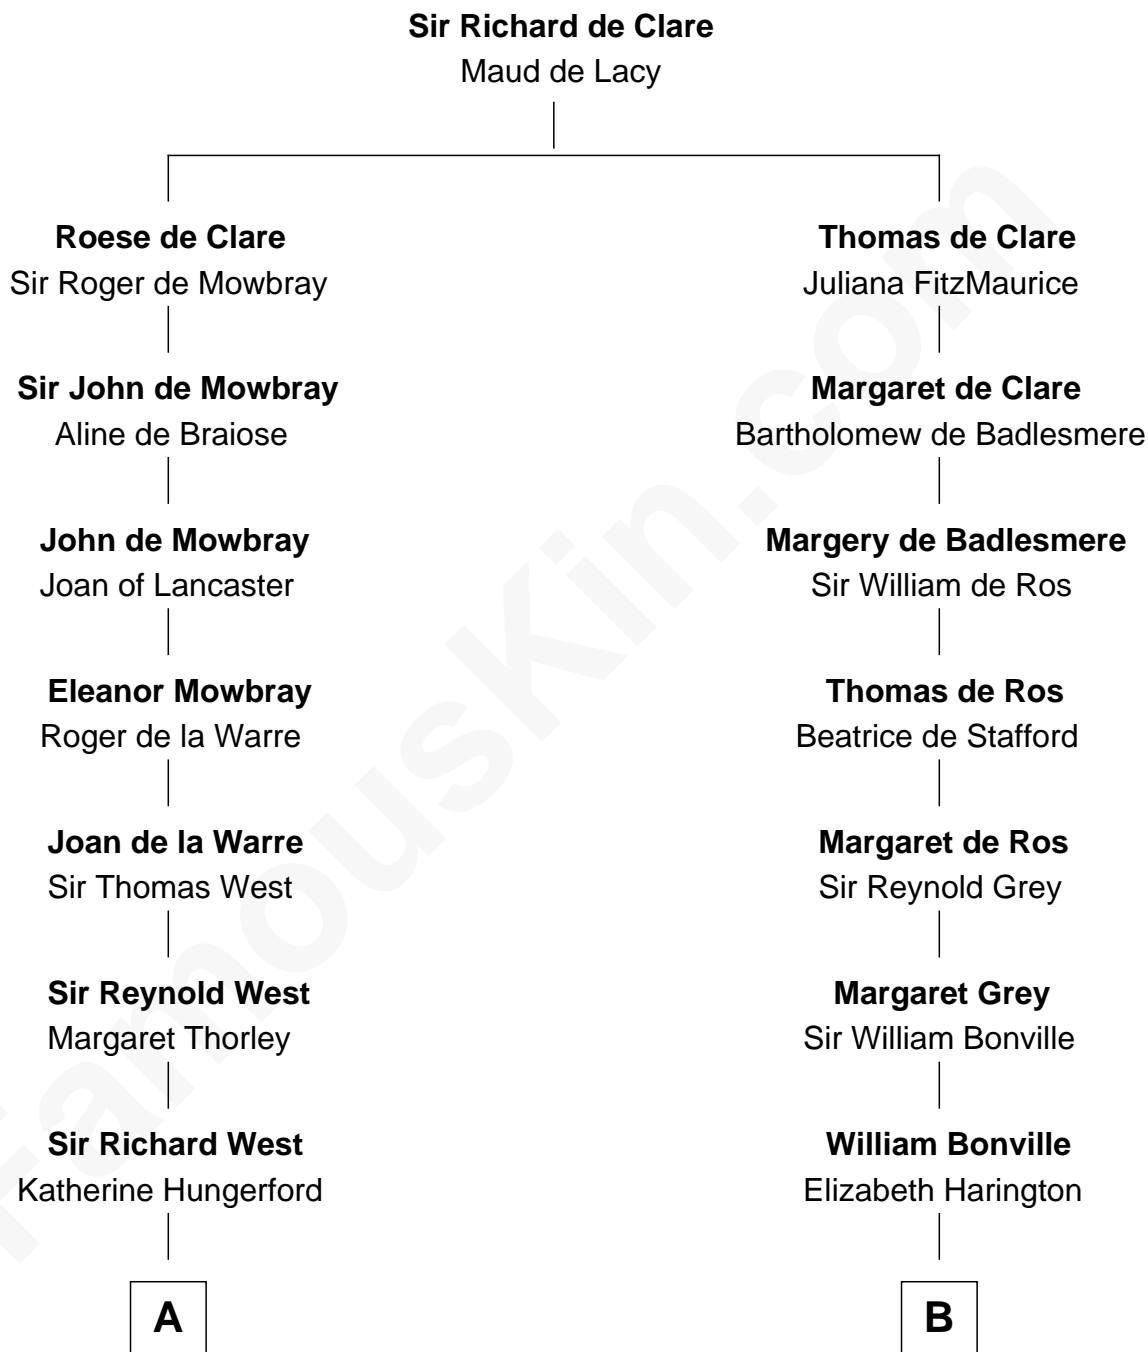 Sir Richard de Clare
Maud de Lacy
Roese de Clare
Sir Roger de Mowbray
Thomas de Clare
Juliana FitzMaurice
Sir John de Mowbray
Aline de Braiose
Margaret de Clare
Bartholomew de Badlesmere
John de Mowbray
Joan of Lancaster
Margery de Badlesmere
Sir William de Ros
Eleanor Mowbray
Roger de la Warre
Thomas de Ros
Beatrice de Stafford
Joan de la Warre
Sir Thomas West
Margaret de Ros
Sir Reynold Grey
Sir Reynold West
Margaret Thorley
Margaret Grey
Sir William Bonville
Sir Richard West
Katherine Hungerford
William Bonville
Elizabeth Harington
A
B
FamousKin.com